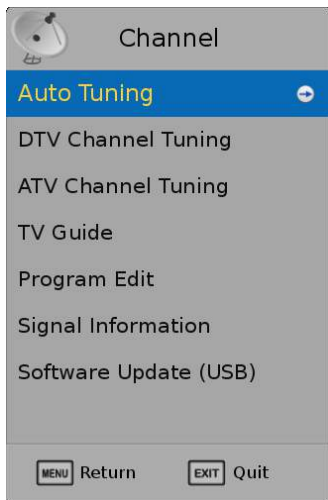 Channel
Auto Tuning
DTV Channel Tuning
ATV Channel Tuning
TV Guide
Program Edit
Signal Information
Software Update (USB)
MENU Return EXIT Quit